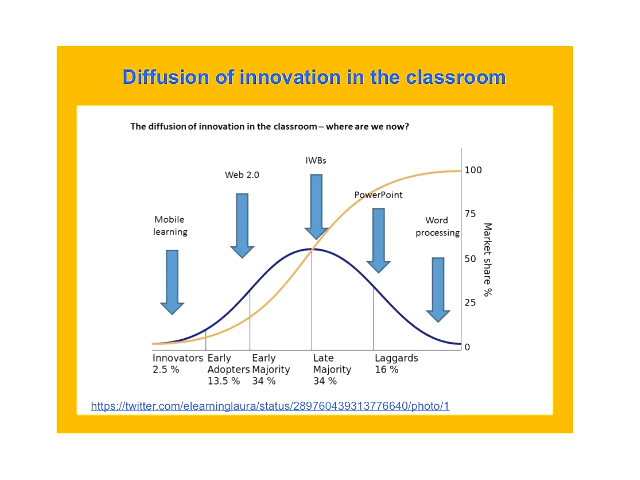 Diffusion of innovation in the classroom
The diffusion of innovation in the classroom – where are we now?
IWBs
Web 2.0
PowerPoint
Mobile
learning
Word
processing
100
75
50
25
0
Market share %
Innovators
2.5 %
Early
Adopters
13.5 %
Early
Majority
34 %
Late
Majority
34 %
Laggards
16 %
https://twitter.com/elearninglaura/status/289760439313776640/photo/1